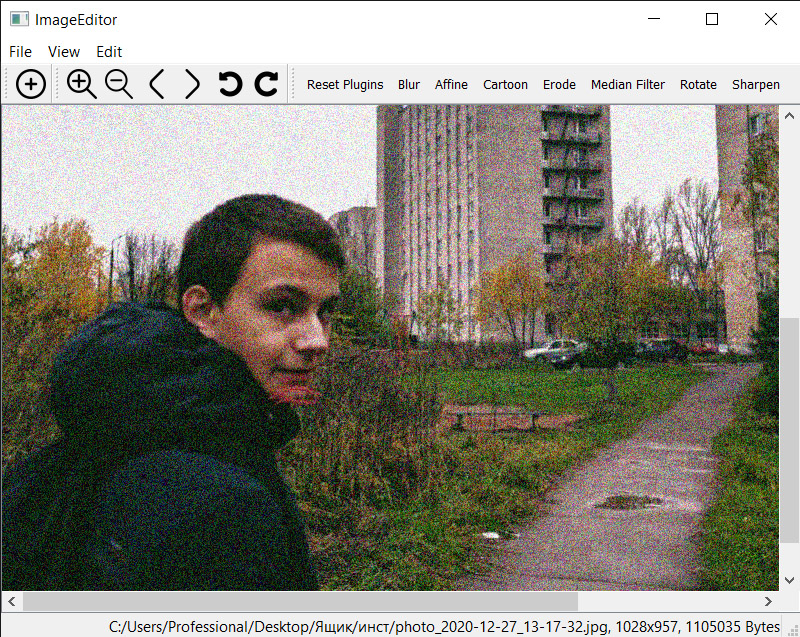 ImageEditor
File View Edit
Reset Plugins Blur Affine Cartoon Erode Median Filter Rotate Sharpen
C:/Users/Professional/Desktop/Ящик/инст/photo_2020-12-27_13-17-32.jpg, 1028x957, 1105035 Bytes